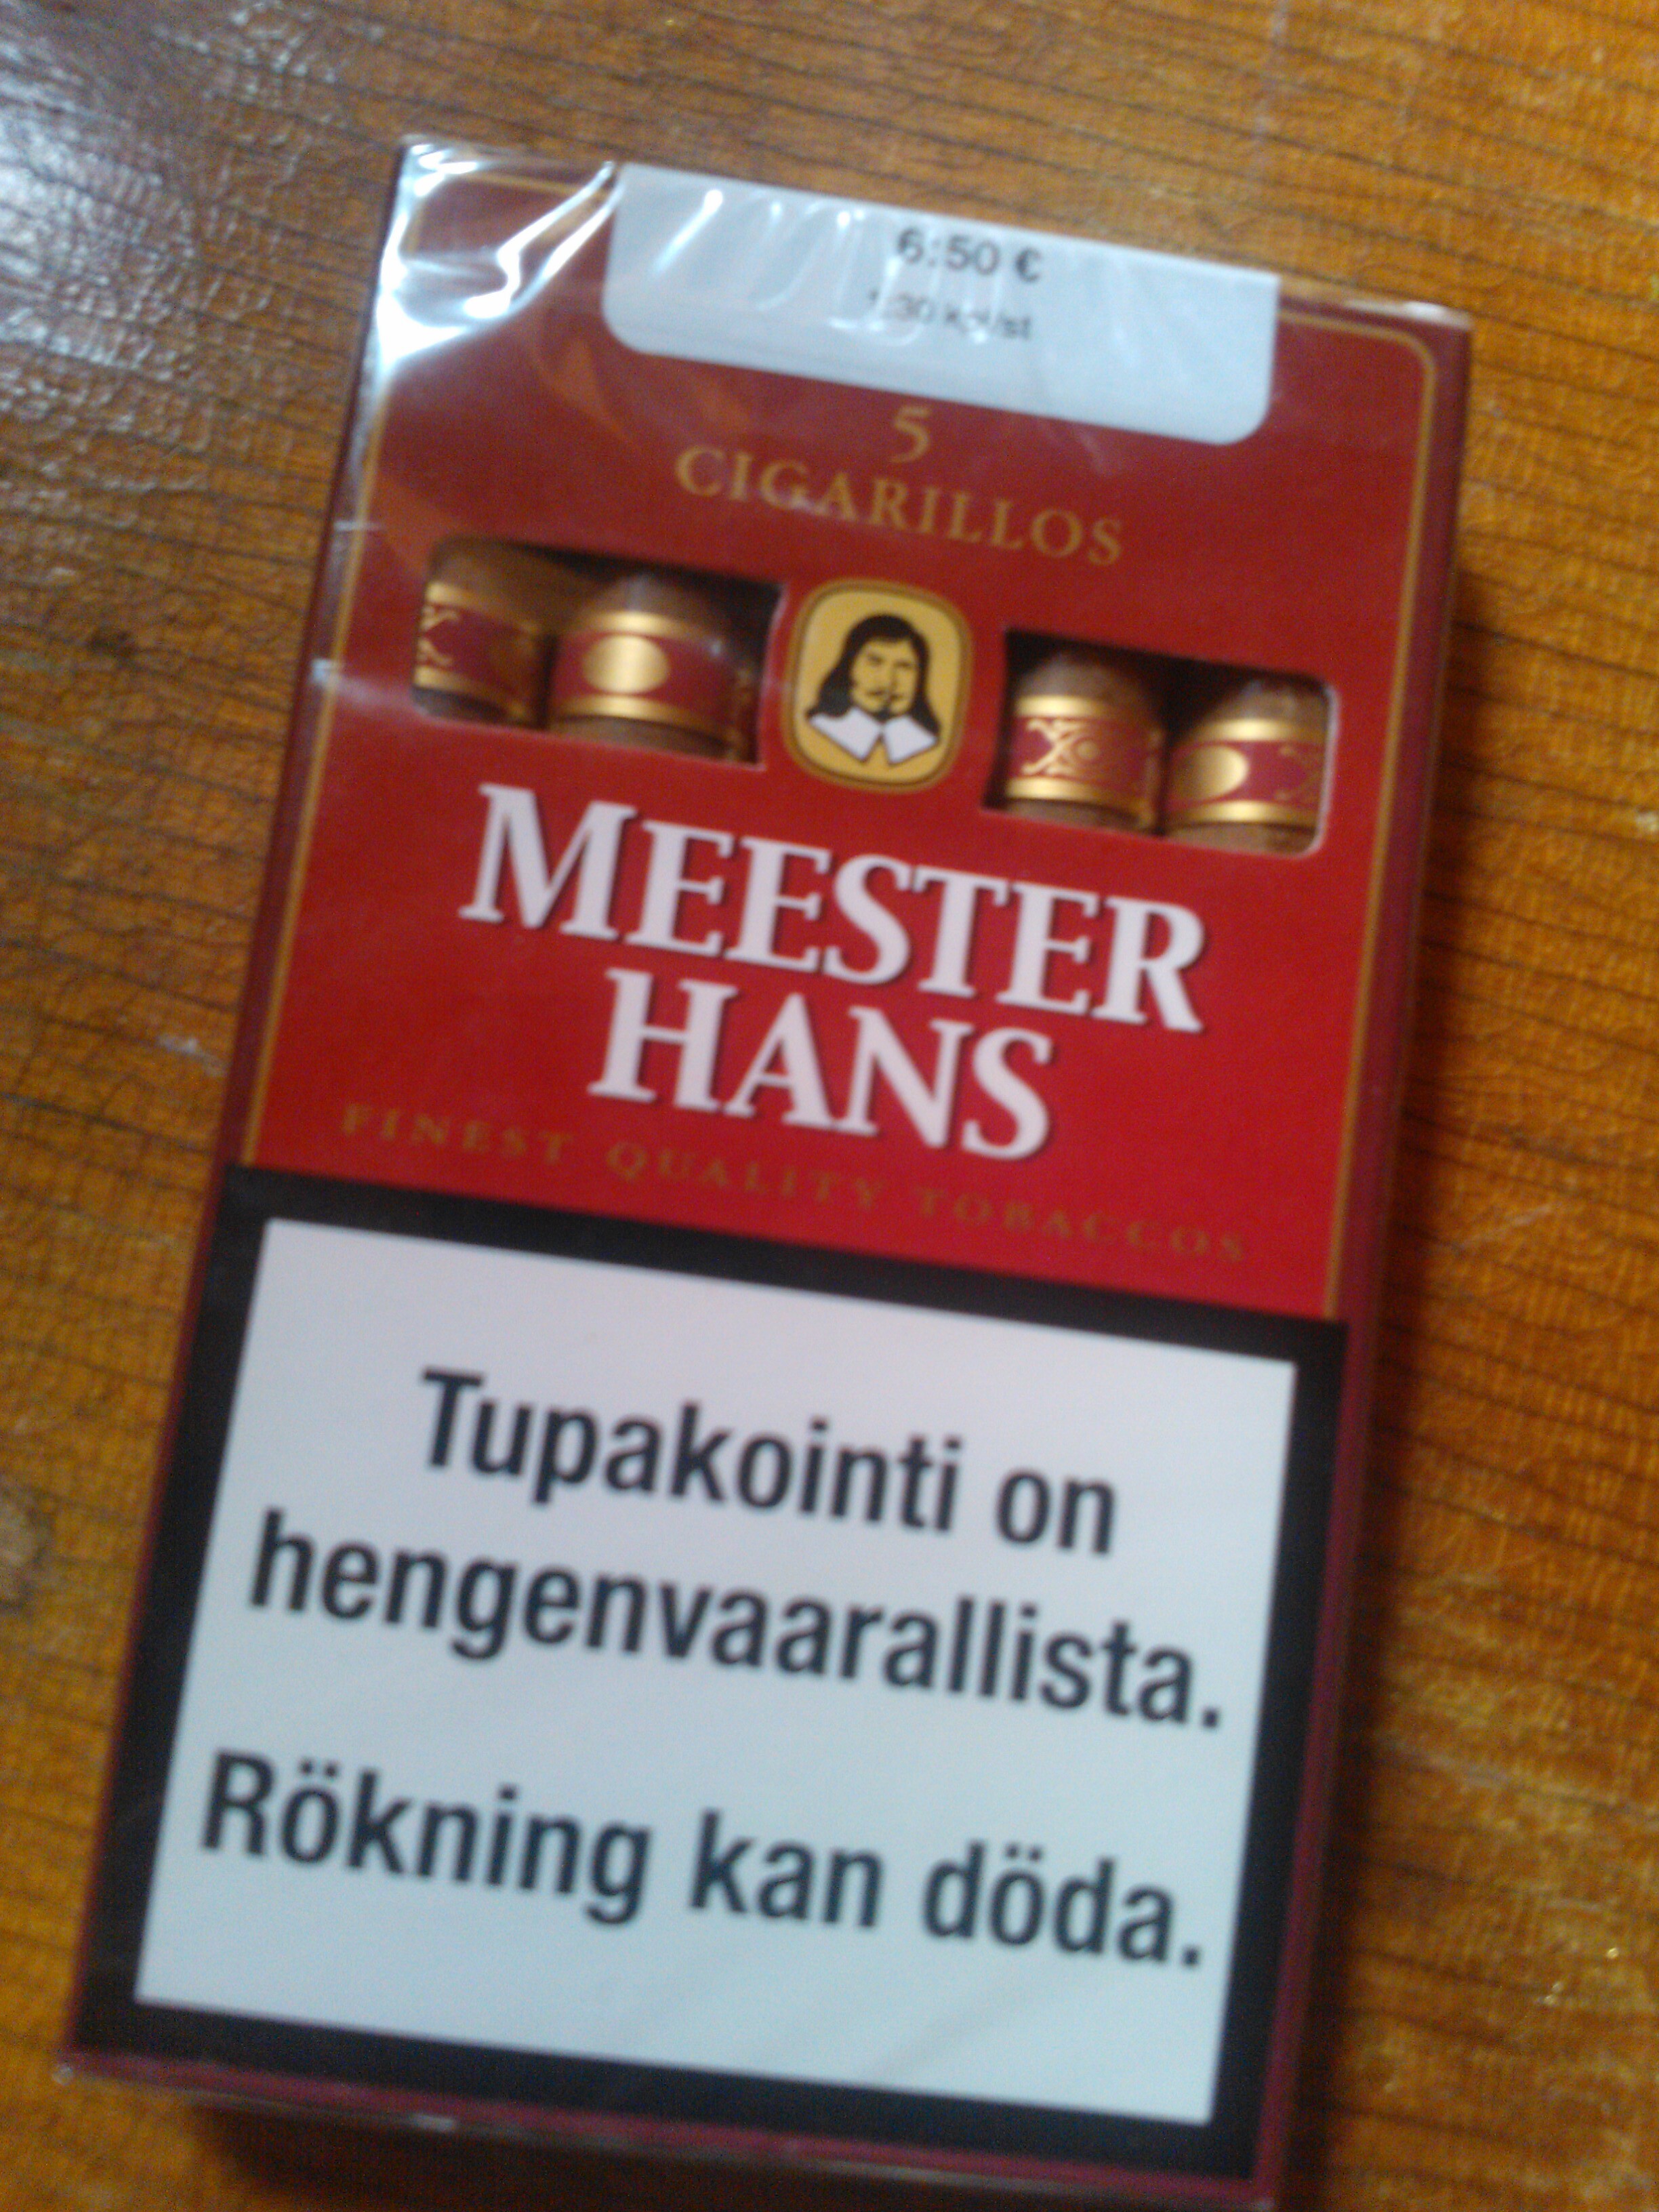 6:50 €
5
CIGARILLOS
MEESTER
HANS
FINEST QUALITY TOBACCOS
Tupakointi on
hengenvaarallista.
Rökning kan döda.